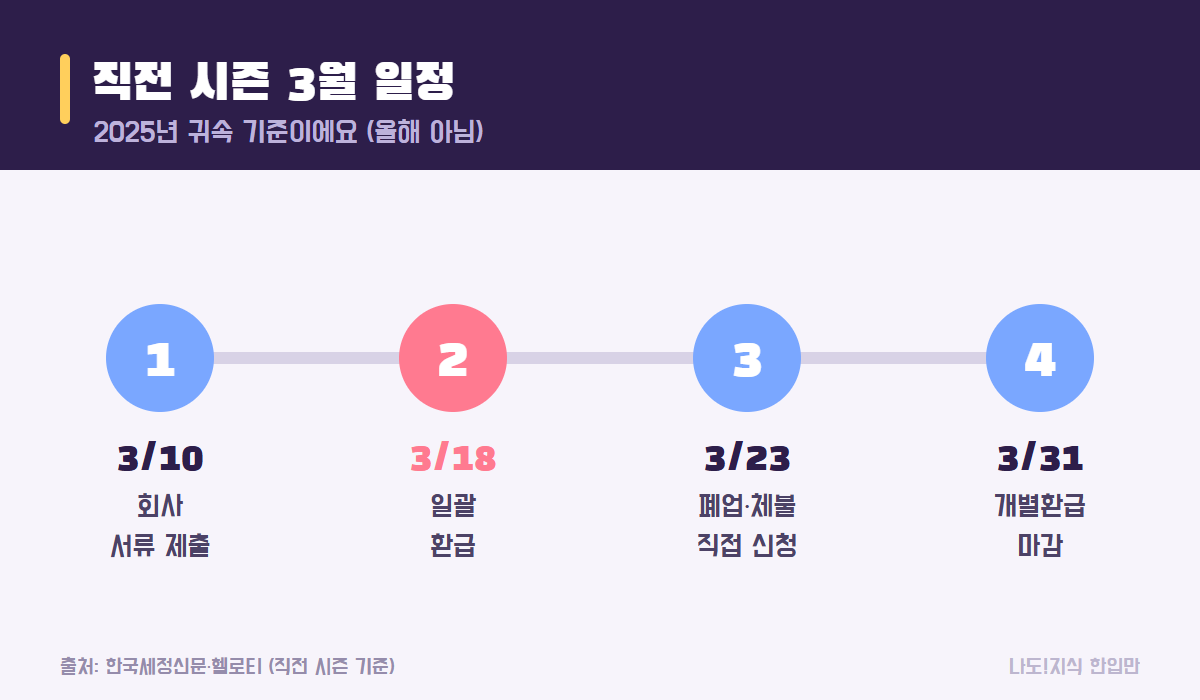 직전 시즌 3월 일정
2025년 귀속 기준이에요 (올해 아님)
1
2
3
4
3/10
3/18
3/23
3/31
회사
서류 제출
일괄
환급
폐업·체불
직접 신청
개별환급
마감
출처: 한국세정신문·헬로티 (직전 시즌 기준)
나도!지식 한입만